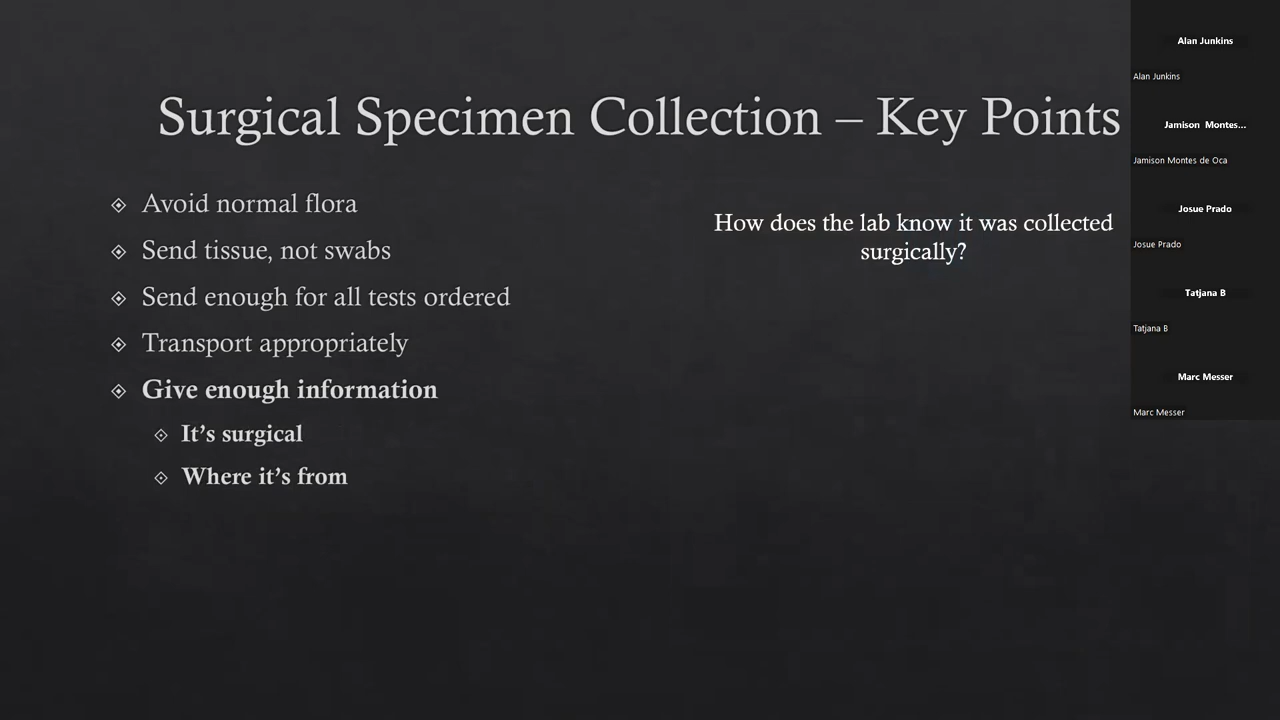 Surgical Specimen Collection – Key Points
Avoid normal flora
Send tissue, not swabs
Send enough for all tests ordered
Transport appropriately
Give enough information
It's surgical
Where it's from
How does the lab know it was collected
surgically?
Alan Junkins
Alan Junkins
Jamison Montes...
Jamison Montes de Oca
Josue Prado
Josue Prado
Tatjana B
Tatjana B
Marc Messer
Marc Messer